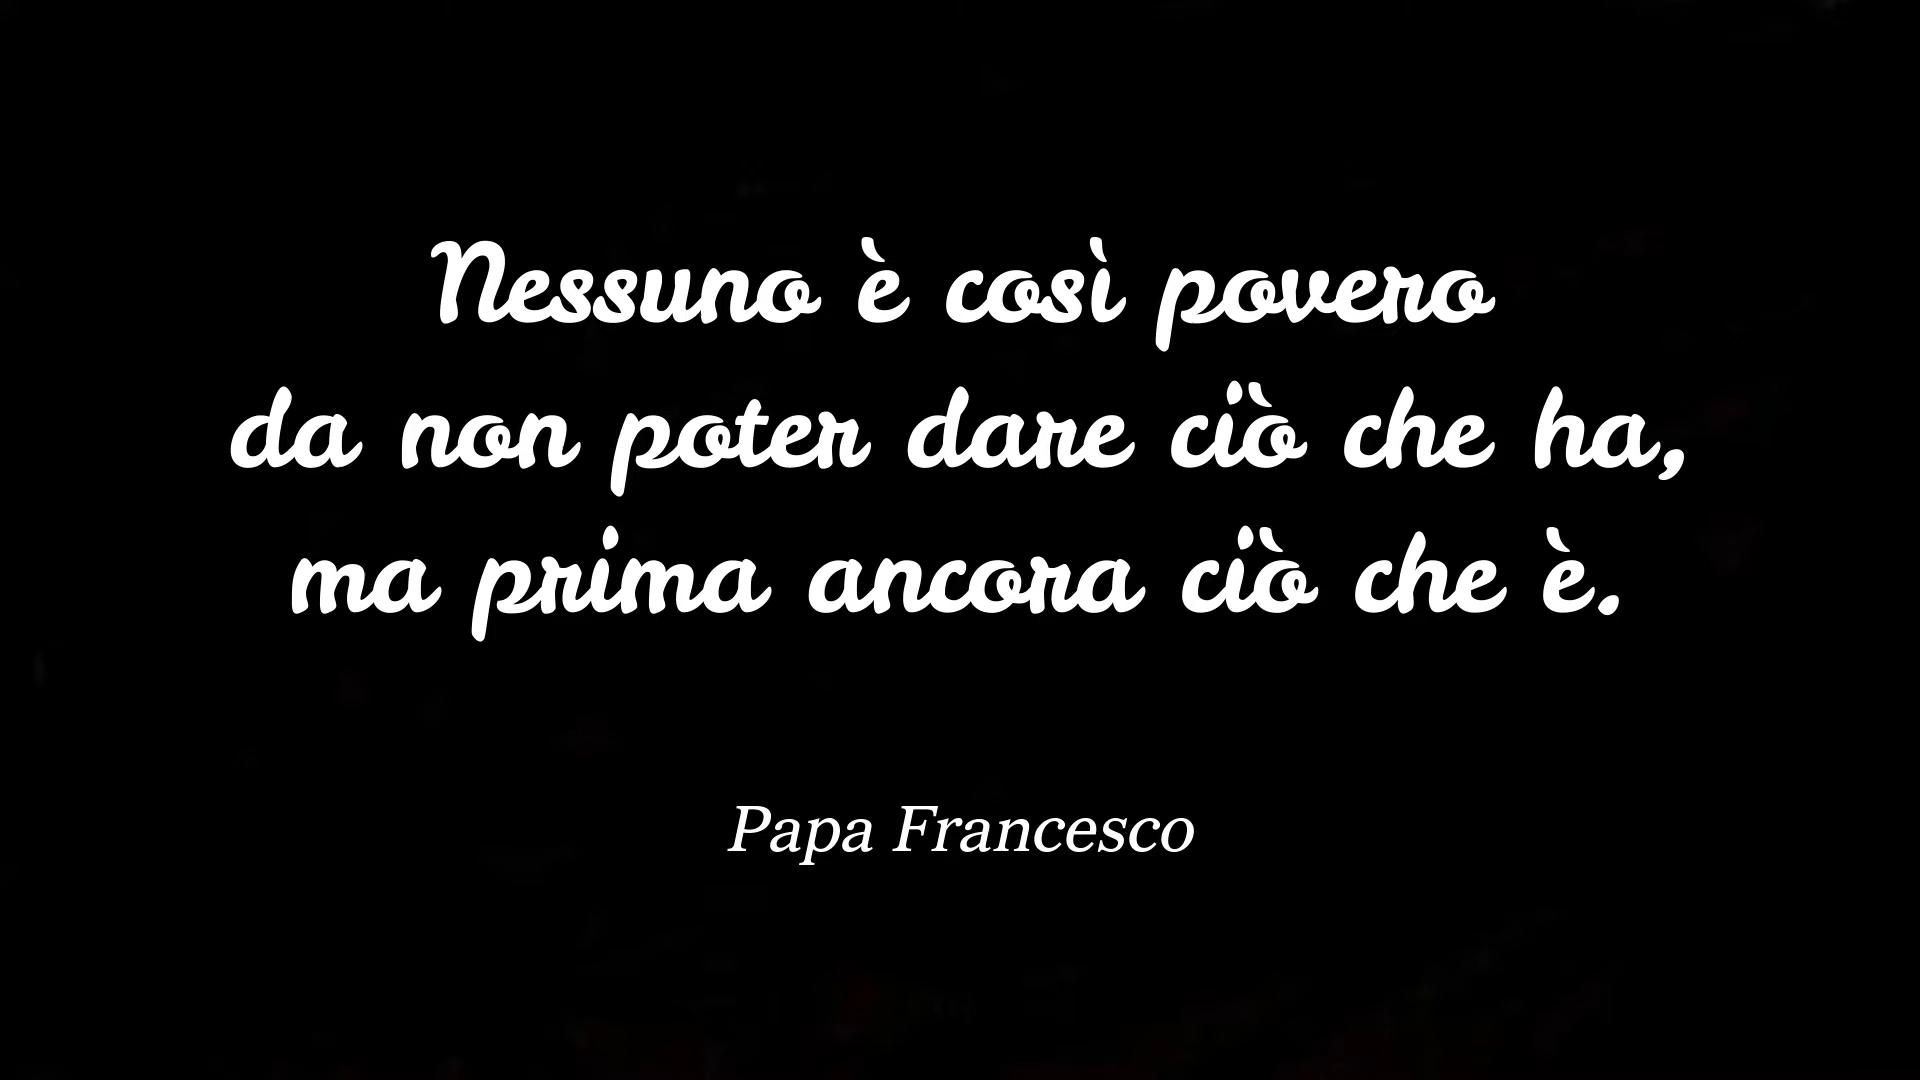 Nessuno è così povero
da non poter dare ciò che ha,
ma prima ancora ciò che è.
Papa Francesco